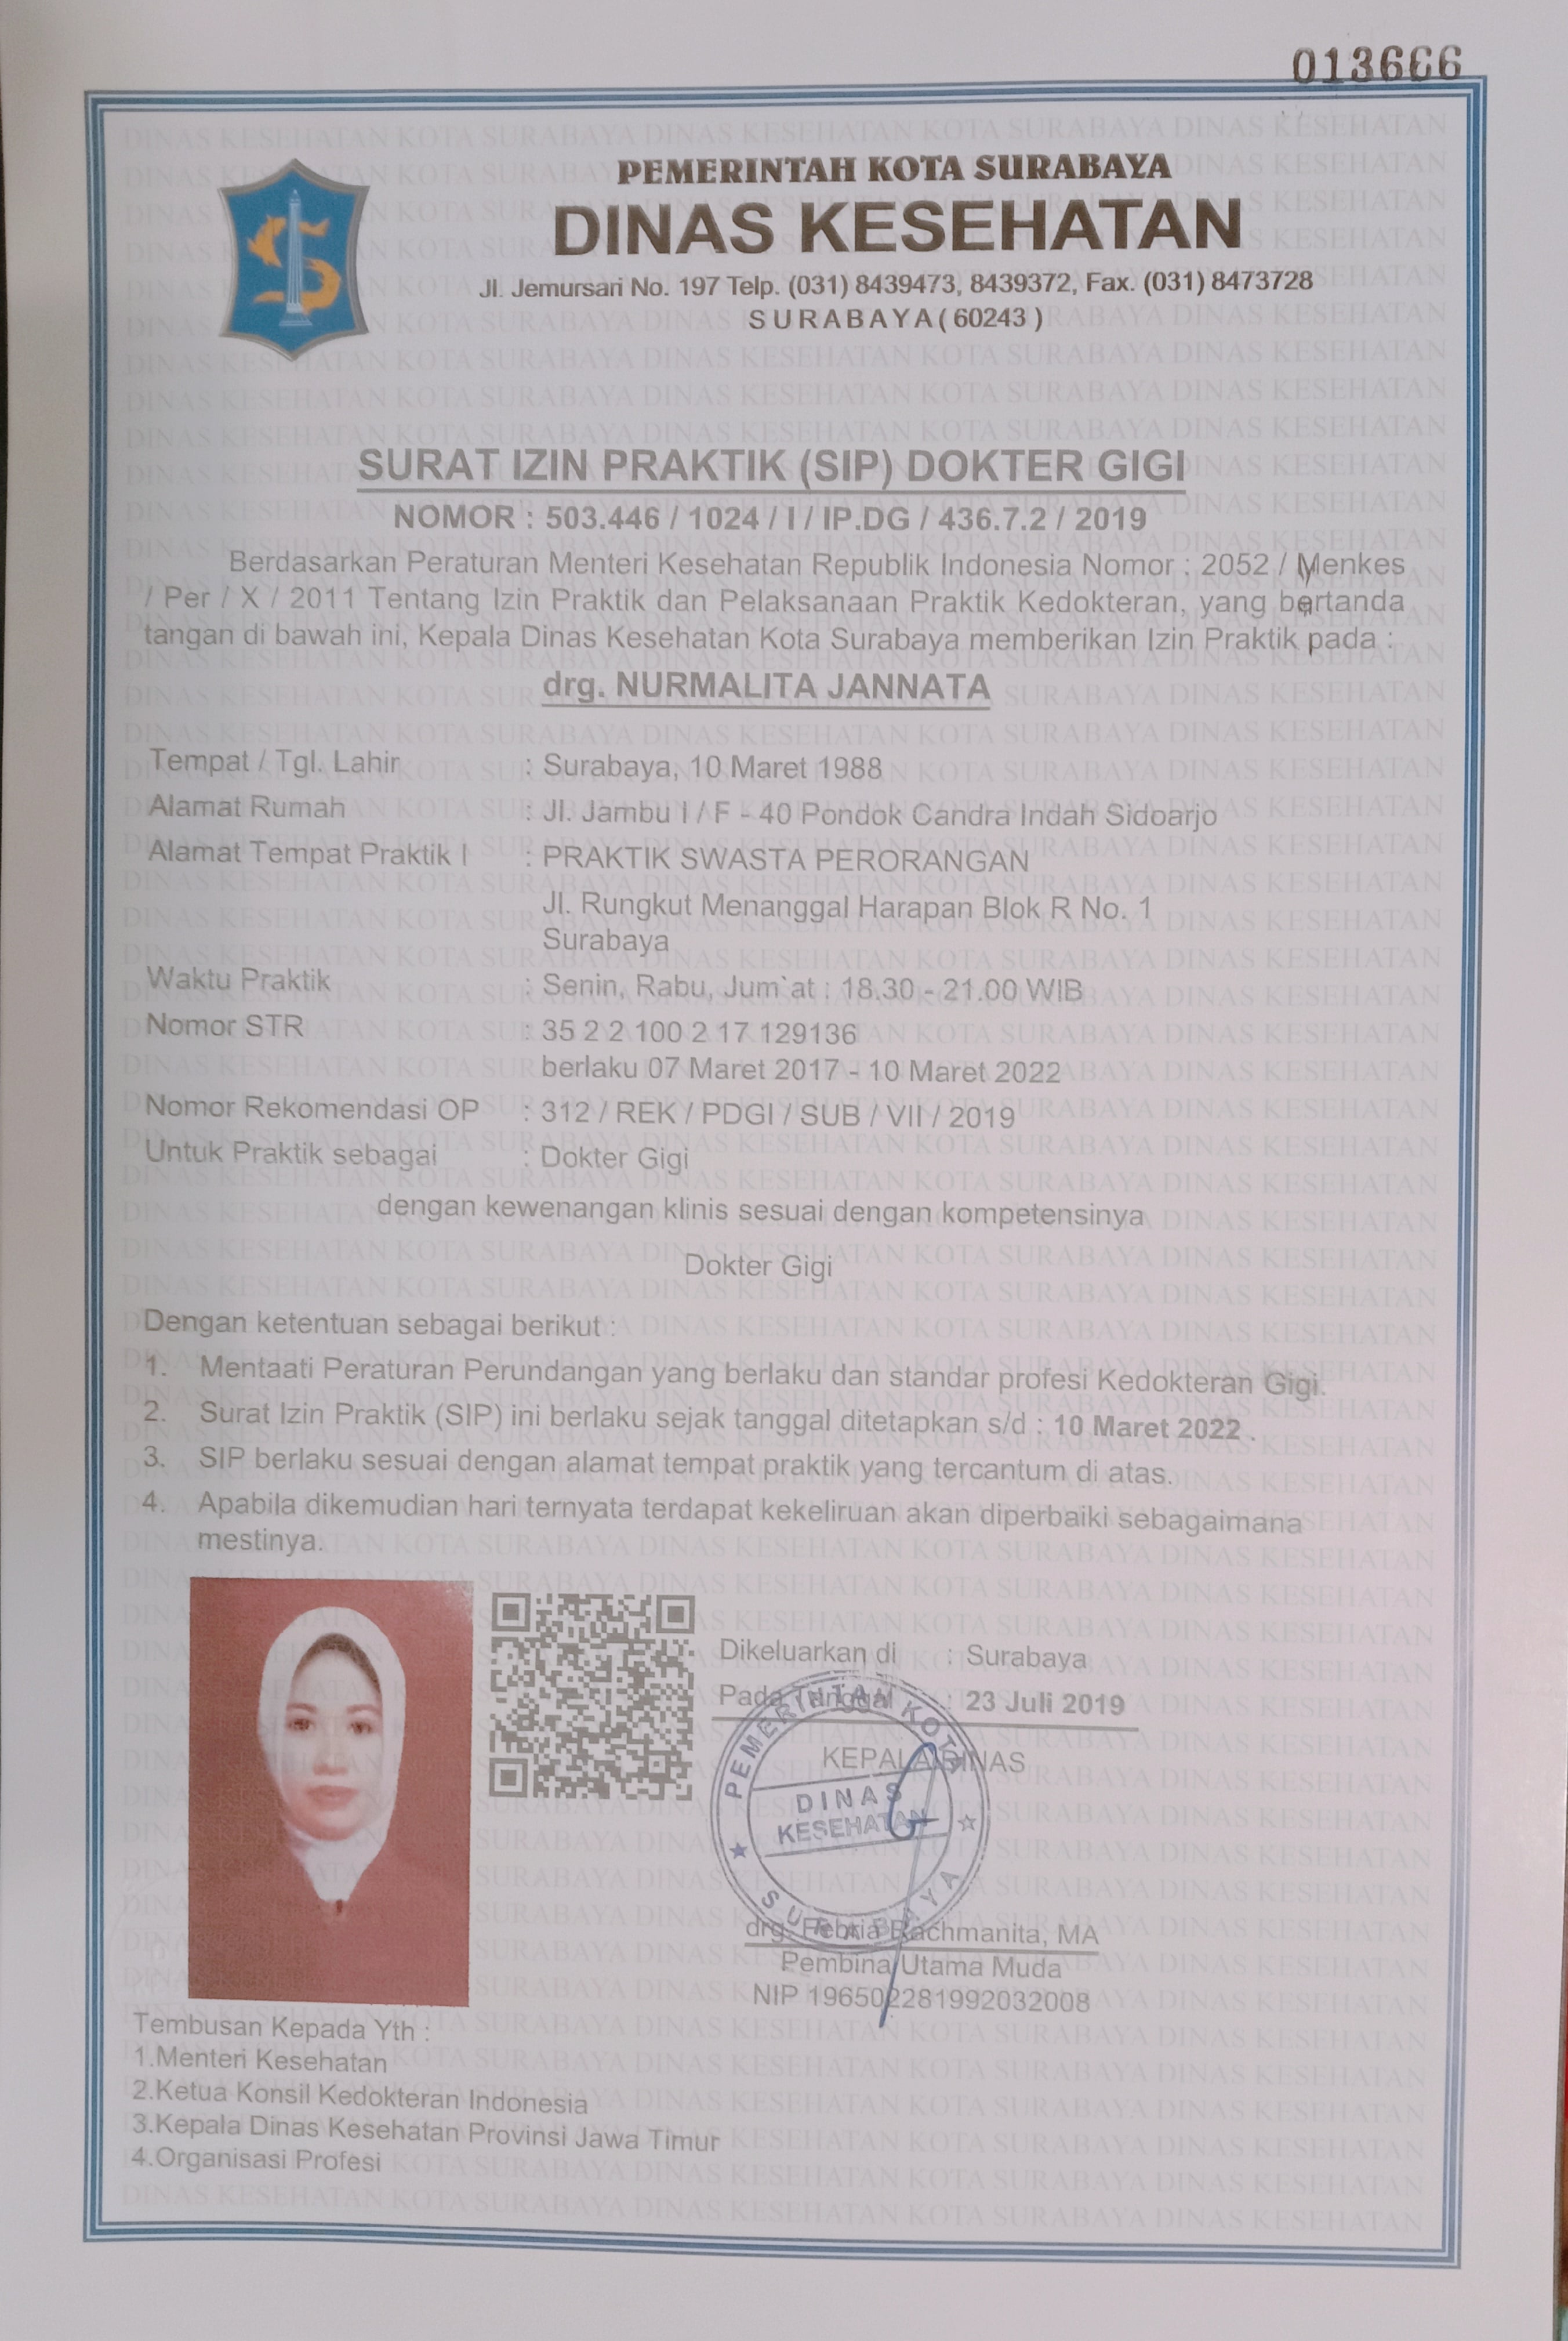 013666
PEMERINTAH KOTA SURABAYA
DINAS KESEHATAN
Jl. Jemursari No. 197 Telp. (031) 8439473, 8439372, Fax. (031) 8473728
SURABAYA ( 60243 )
SURAT IZIN PRAKTIK (SIP) DOKTER GIGI
NOMOR : 503.446 / 1024 / I / IP.DG / 436.7.2 / 2019
Berdasarkan Peraturan Menteri Kesehatan Republik Indonesia Nomor : 2052 / Menkes
/ Per / X / 2011 Tentang Izin Praktik dan Pelaksanaan Praktik Kedokteran, yang bertanda
tangan di bawah ini, Kepala Dinas Kesehatan Kota Surabaya memberikan Izin Praktik pada :
drg. NURMALITA JANNATA
Tempat / Tgl. Lahir : Surabaya, 10 Maret 1988
Alamat Rumah : Jl. Jambu I / F - 40 Pondok Candra Indah Sidoarjo
Alamat Tempat Praktik I : PRAKTIK SWASTA PERORANGAN
Jl. Rungkut Menanggal Harapan Blok R No. 1
Surabaya
Waktu Praktik : Senin, Rabu, Jum`at : 18.30 - 21.00 WIB
Nomor STR : 35 2 2 100 2 17 129136
berlaku 07 Maret 2017 - 10 Maret 2022
Nomor Rekomendasi OP : 312 / REK / PDGI / SUB / VII / 2019
Untuk Praktik sebagai : Dokter Gigi
dengan kewenangan klinis sesuai dengan kompetensinya
Dokter Gigi
Dengan ketentuan sebagai berikut :
1. Mentaati Peraturan Perundangan yang berlaku dan standar profesi Kedokteran Gigi.
2. Surat Izin Praktik (SIP) ini berlaku sejak tanggal ditetapkan s/d : 10 Maret 2022 .
3. SIP berlaku sesuai dengan alamat tempat praktik yang tercantum di atas.
4. Apabila dikemudian hari ternyata terdapat kekeliruan akan diperbaiki sebagaimana
mestinya.
Dikeluarkan di : Surabaya
Pada Tanggal : 23 Juli 2019
KEPALA DINAS
PEMERINTAH KOTA
DINAS
KESEHATAN
SURABAYA
drg. Febria Rachmanita, MA
Pembina Utama Muda
NIP 196502281992032008
Tembusan Kepada Yth :
1.Menteri Kesehatan
2.Ketua Konsil Kedokteran Indonesia
3.Kepala Dinas Kesehatan Provinsi Jawa Timur
4.Organisasi Profesi